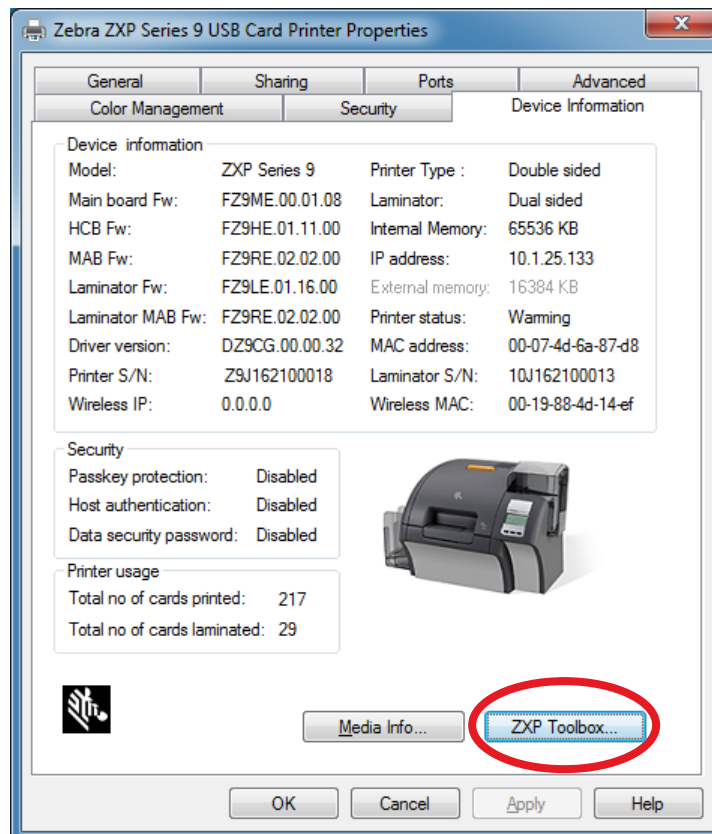 Zebra ZXP Series 9 USB Card Printer Properties
General Sharing Ports Advanced
Color Management Security Device Information
Device information
Model: ZXP Series 9 Printer Type : Double sided
Main board Fw: FZ9ME.00.01.08 Laminator: Dual sided
HCB Fw: FZ9HE.01.11.00 Internal Memory: 65536 KB
MAB Fw: FZ9RE.02.02.00 IP address: 10.1.25.133
Laminator Fw: FZ9LE.01.16.00 External memory: 16384 KB
Laminator MAB Fw: FZ9RE.02.02.00 Printer status: Warming
Driver version: DZ9CG.00.00.32 MAC address: 00-07-4d-6a-87-d8
Printer S/N: Z9J162100018 Laminator S/N: 10J162100013
Wireless IP: 0.0.0.0 Wireless MAC: 00-19-88-4d-14-ef
Security
Passkey protection: Disabled
Host authentication: Disabled
Data security password: Disabled
Printer usage
Total no of cards printed: 217
Total no of cards laminated: 29
Media Info... ZXP Toolbox...
OK Cancel Apply Help